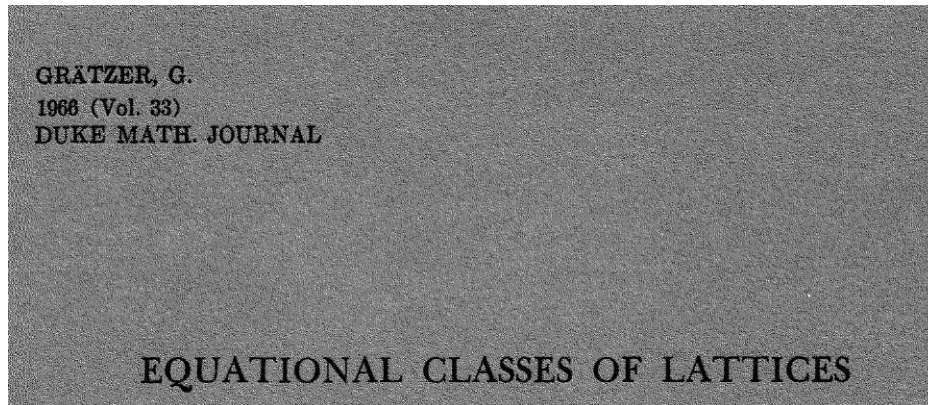 GRÄTZER, G.
1966 (Vol. 33)
DUKE MATH. JOURNAL
EQUATIONAL CLASSES OF LATTICES